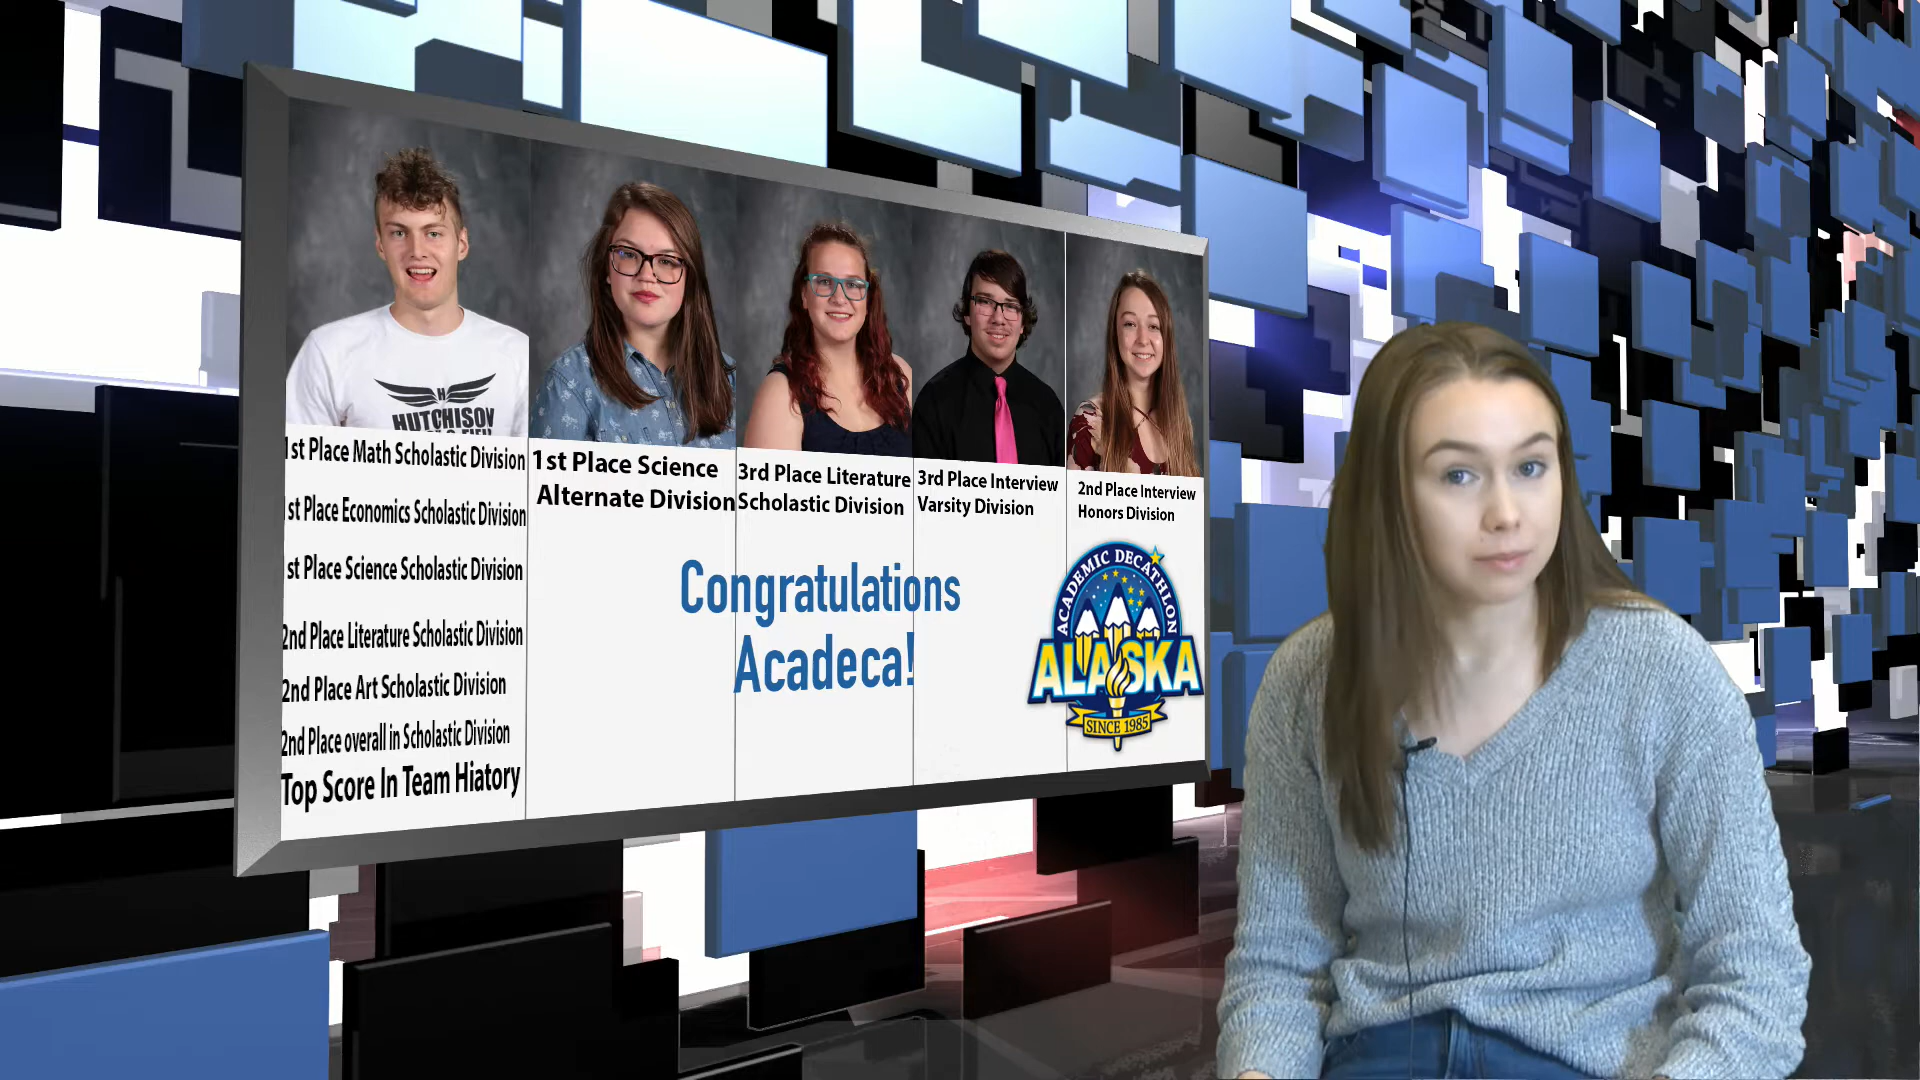 H
HUTCHISON
1st Place Math Scholastic Division
1st Place Economics Scholastic Division
1st Place Science Scholastic Division
2nd Place Literature Scholastic Division
2nd Place Art Scholastic Division
2nd Place overall in Scholastic Division
Top Score In Team Hiatory
1st Place Science
Alternate Division
3rd Place Literature
Scholastic Division
3rd Place Interview
Varsity Division
2nd Place Interview
Honors Division
Congratulations
Acadeca!
ACADEMIC DECATHLON
ALASKA
SINCE 1985